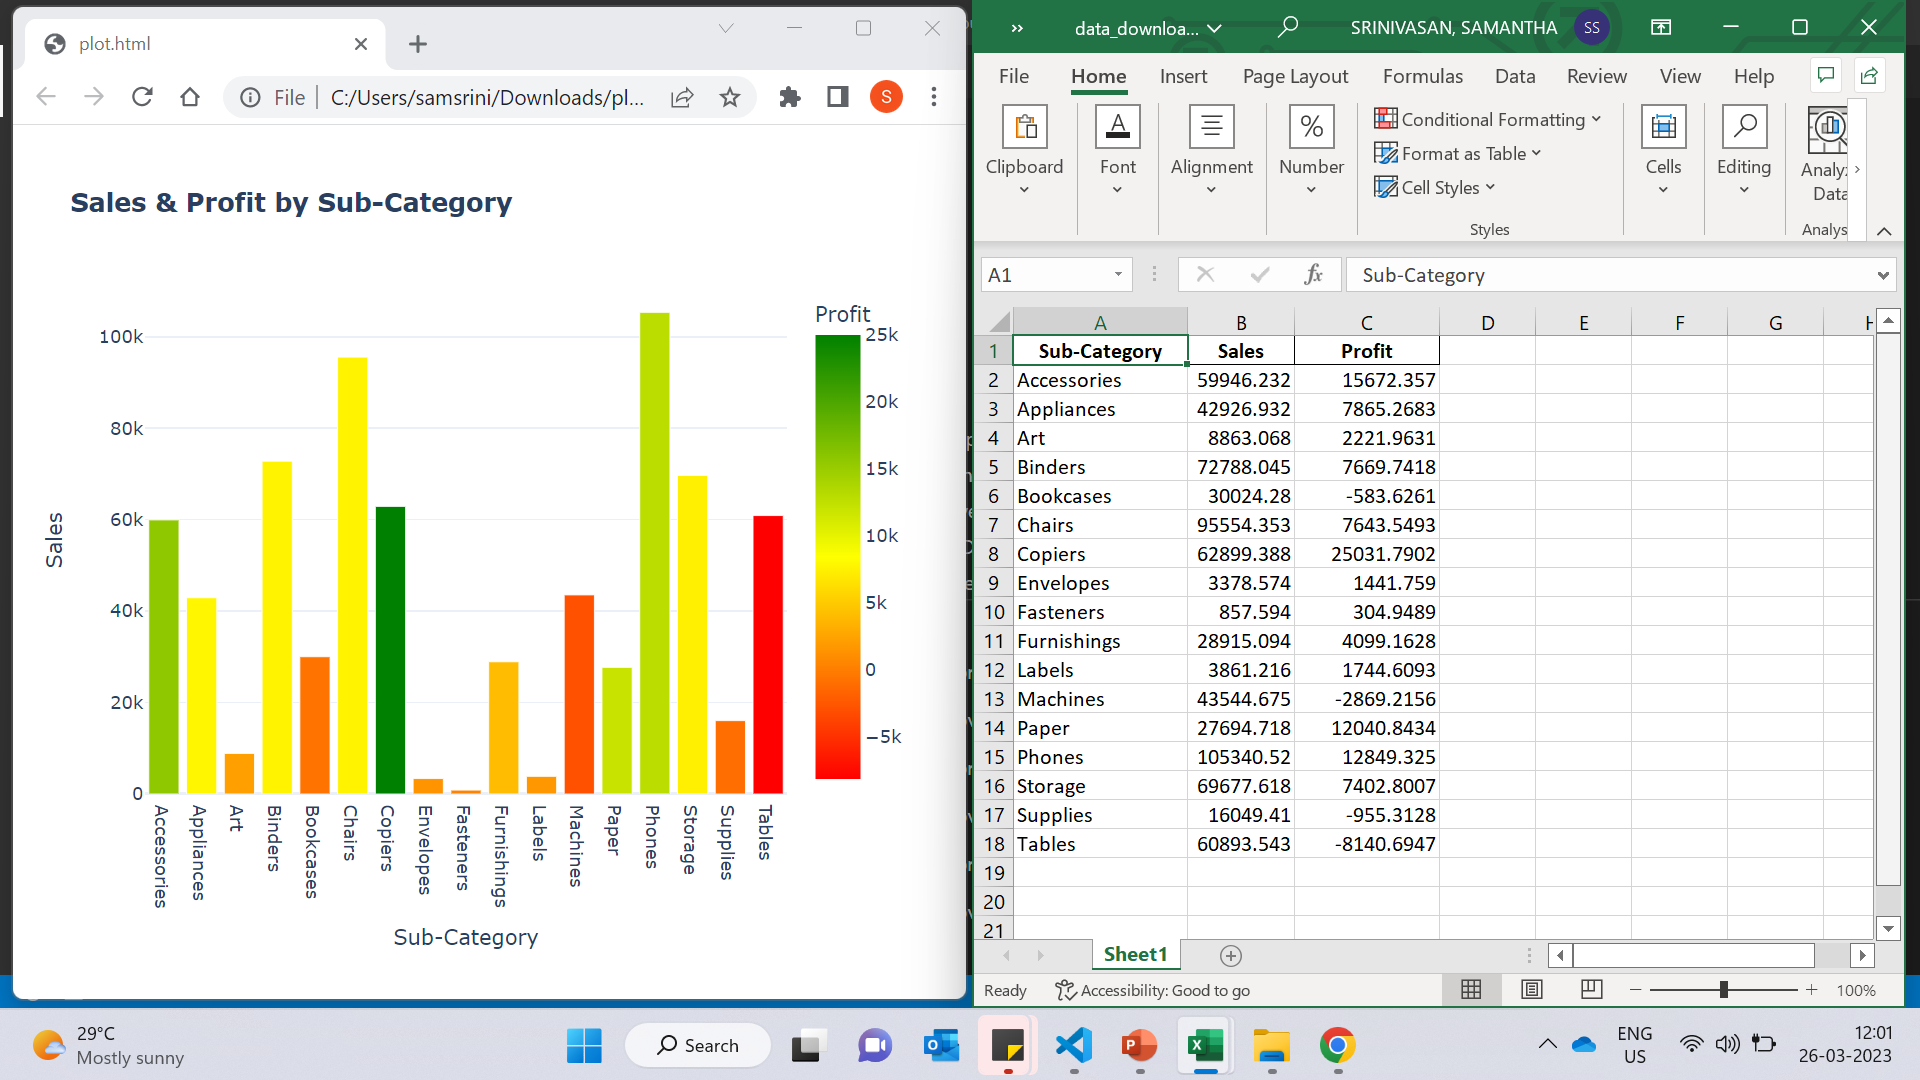 plot.html
File
C:/Users/samsrini/Downloads/pl...
S
Sales & Profit by Sub-Category
Profit
25k
20k
15k
10k
5k
0
−5k
Sales
100k
80k
60k
40k
20k
0
Accessories
Appliances
Art
Binders
Bookcases
Chairs
Copiers
Envelopes
Fasteners
Furnishings
Labels
Machines
Paper
Phones
Storage
Supplies
Tables
Sub-Category
data_downloa...
SRINIVASAN, SAMANTHA
SS
File Home Insert Page Layout Formulas Data Review View Help
Clipboard
Font
Alignment
Number
Conditional Formatting
Format as Table
Cell Styles
Styles
Cells
Editing
Analy
Data
Analys
A1
fx
Sub-Category
A B C D E F G
1 Sub-Category Sales Profit
2 Accessories 59946.232 15672.357
3 Appliances 42926.932 7865.2683
4 Art 8863.068 2221.9631
5 Binders 72788.045 7669.7418
6 Bookcases 30024.28 -583.6261
7 Chairs 95554.353 7643.5493
8 Copiers 62899.388 25031.7902
9 Envelopes 3378.574 1441.759
10 Fasteners 857.594 304.9489
11 Furnishings 28915.094 4099.1628
12 Labels 3861.216 1744.6093
13 Machines 43544.675 -2869.2156
14 Paper 27694.718 12040.8434
15 Phones 105340.52 12849.325
16 Storage 69677.618 7402.8007
17 Supplies 16049.41 -955.3128
18 Tables 60893.543 -8140.6947
19
20
21
Sheet1
Ready
Accessibility: Good to go
100%
29°C
Mostly sunny
Search
ENG
US
12:01
26-03-2023